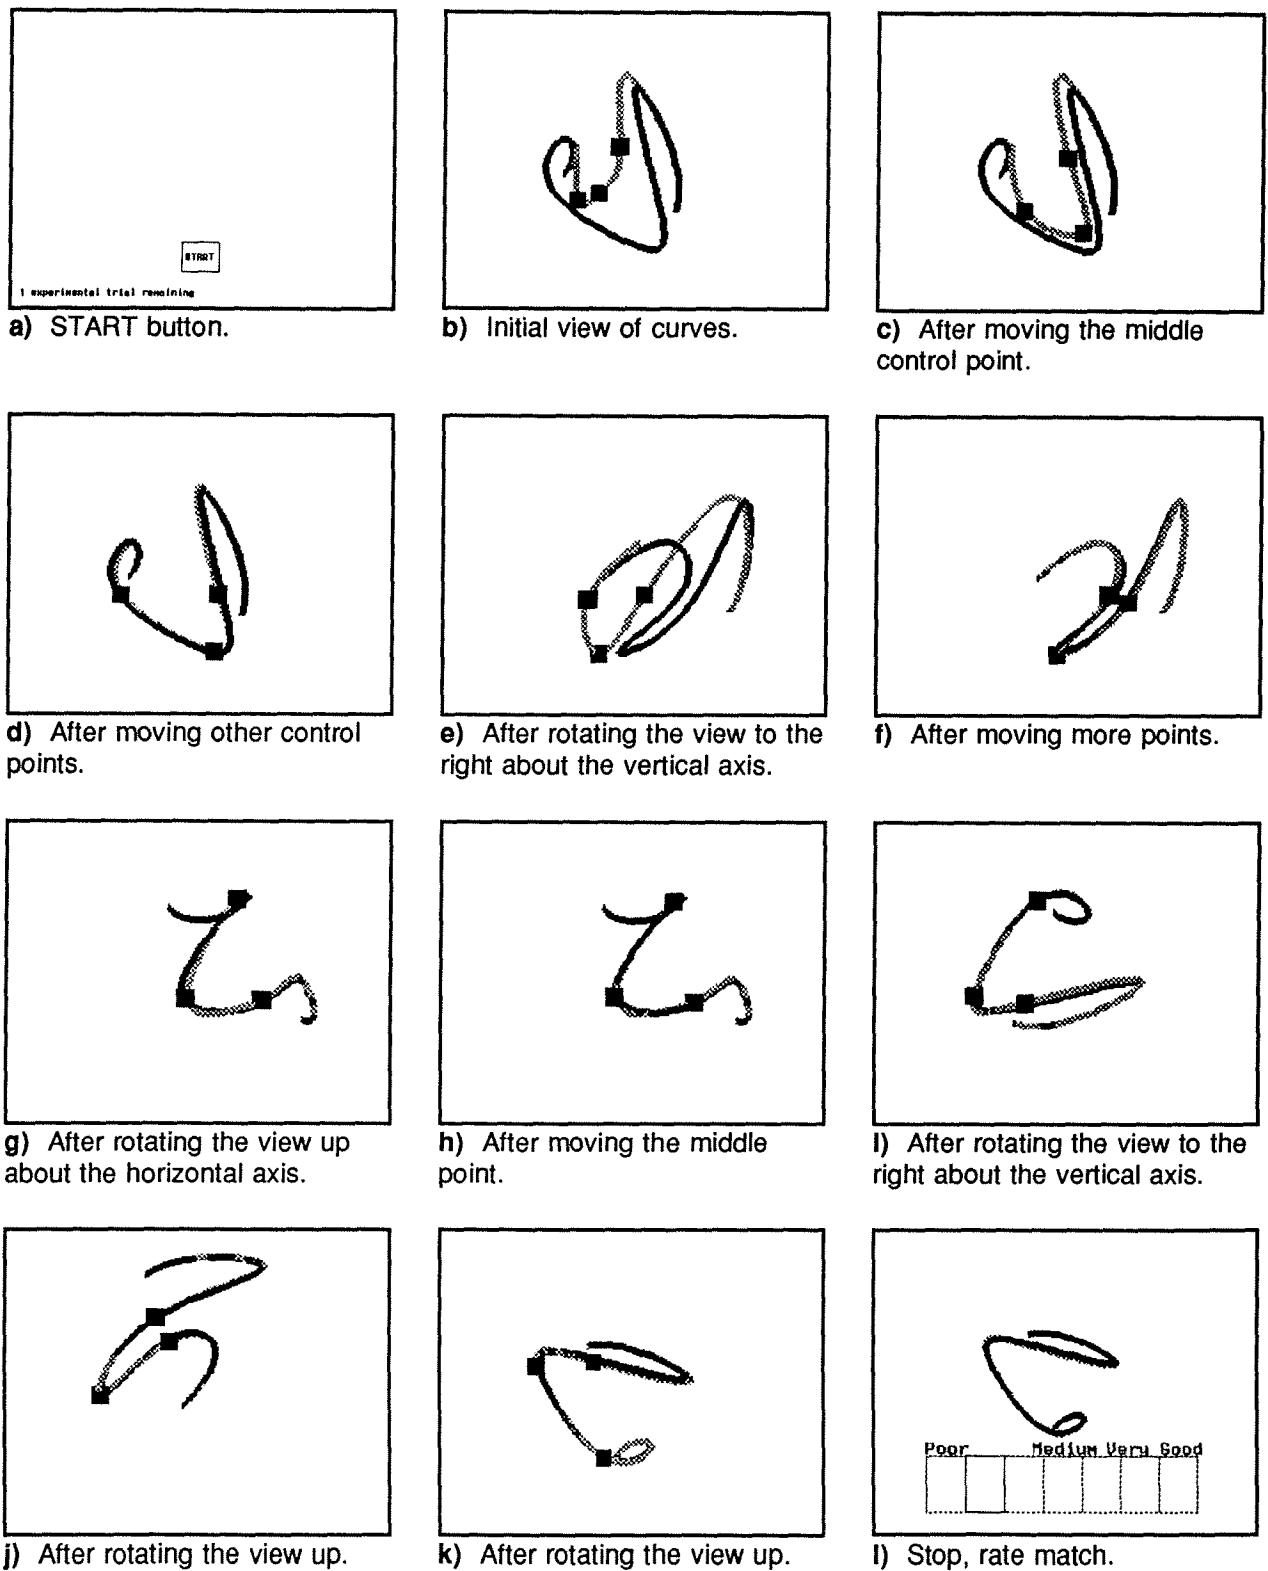 START
1 experimental trial remaining
a) START button.
b) Initial view of curves.
c) After moving the middle
control point.
d) After moving other control
points.
e) After rotating the view to the
right about the vertical axis.
f) After moving more points.
g) After rotating the view up
about the horizontal axis.
h) After moving the middle
point.
I) After rotating the view to the
right about the vertical axis.
Poor Medium Very Good
j) After rotating the view up.
k) After rotating the view up.
l) Stop, rate match.